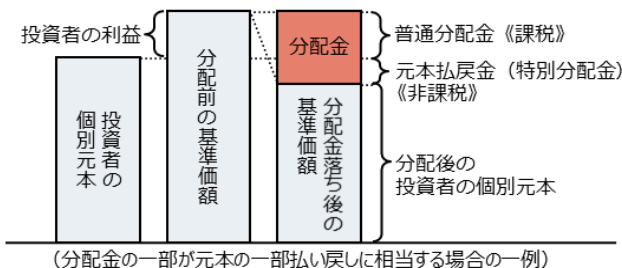 投資者の利益
投資者の
個別元本
分配前の基準価額
分配金
分配金落ち後の
基準価額
普通分配金《課税》
元本払戻金（特別分配金）
《非課税》
分配後の
投資者の個別元本
（分配金の一部が元本の一部払い戻しに相当する場合の一例）